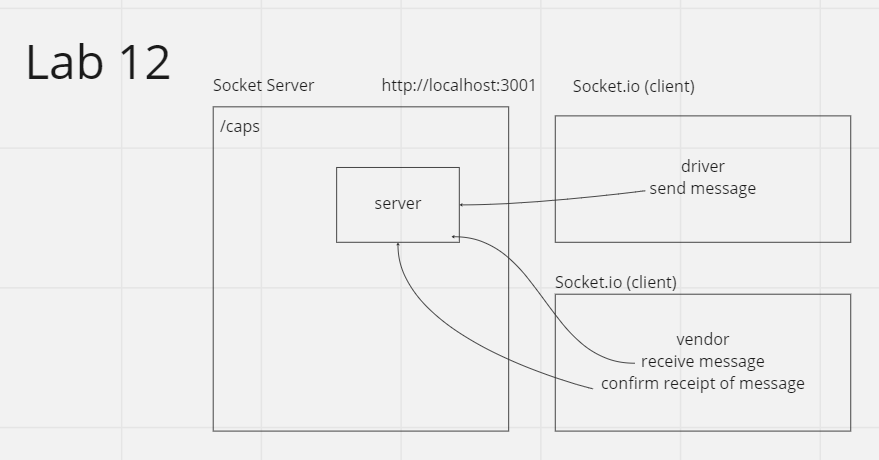 Lab 12
Socket Server
http://localhost:3001
Socket.io (client)
/caps
server
driver
send message
Socket.io (client)
vendor
receive message
confirm receipt of message